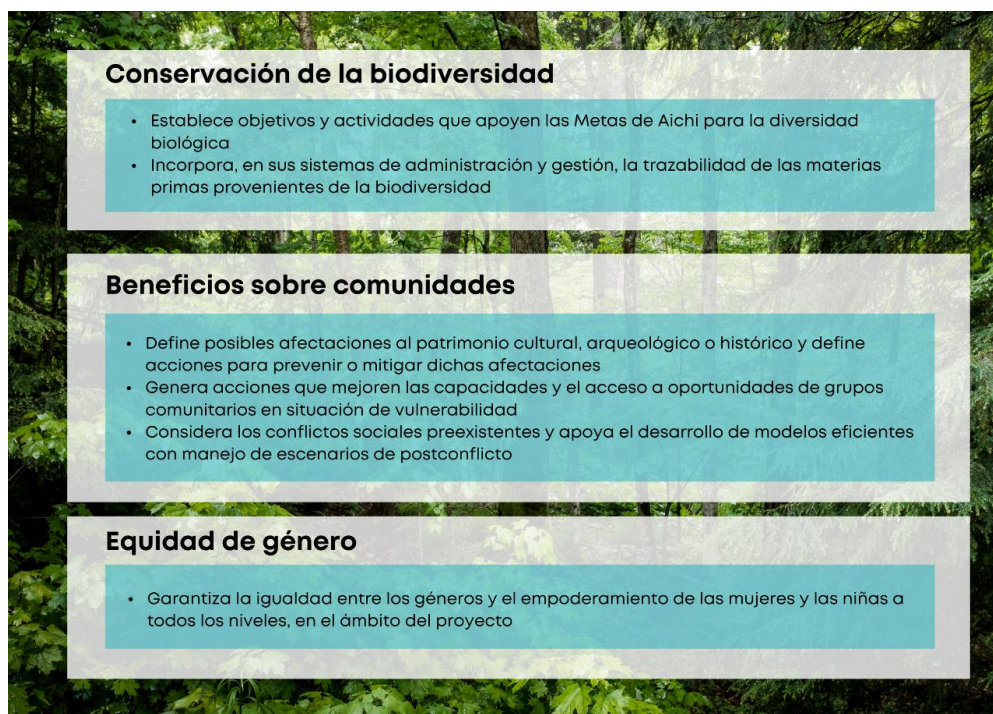 Conservación de la biodiversidad
• Establece objetivos y actividades que apoyen las Metas de Aichi para la diversidad
biológica
• Incorpora, en sus sistemas de administración y gestión, la trazabilidad de las materias
primas provenientes de la biodiversidad
Beneficios sobre comunidades
• Define posibles afectaciones al patrimonio cultural, arqueológico o histórico y define
acciones para prevenir o mitigar dichas afectaciones
• Genera acciones que mejoren las capacidades y el acceso a oportunidades de grupos
comunitarios en situación de vulnerabilidad
• Considera los conflictos sociales preexistentes y apoya el desarrollo de modelos eficientes
con manejo de escenarios de postconflicto
Equidad de género
• Garantiza la igualdad entre los géneros y el empoderamiento de las mujeres y las niñas a
todos los niveles, en el ámbito del proyecto